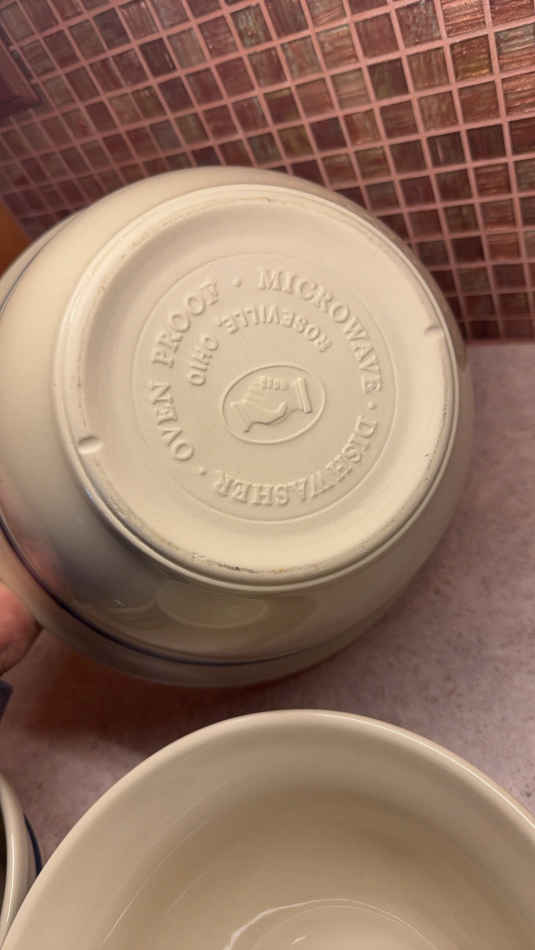 OVEN PROOF · MICROWAVE · DISHWASHER ·
ROSEVILLE, OHIO